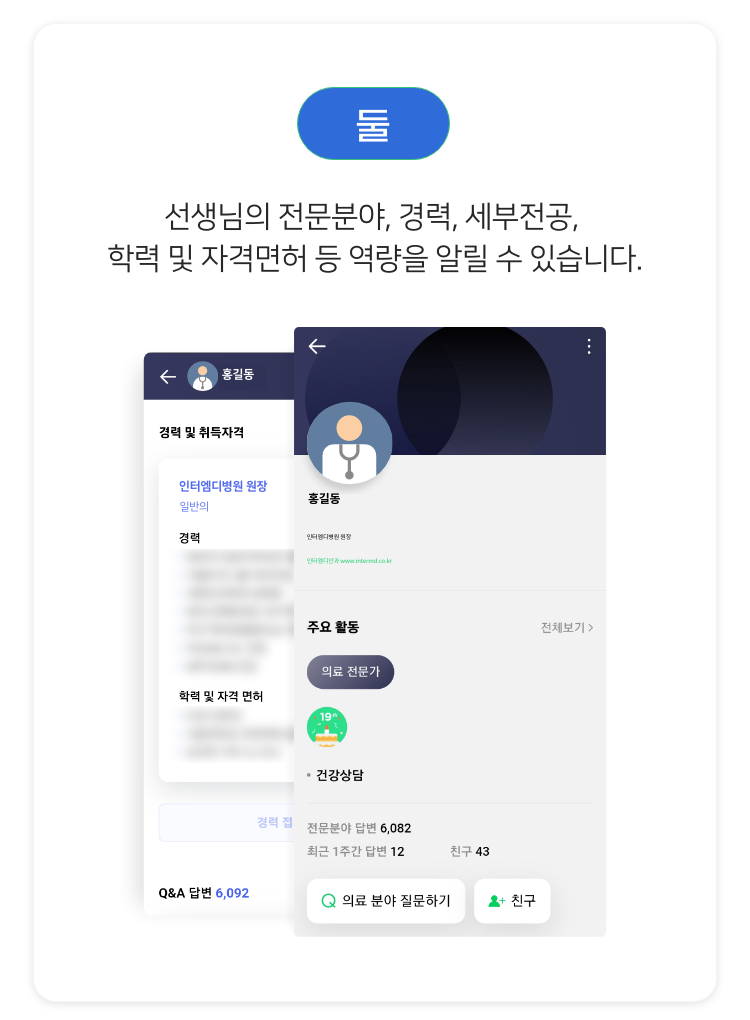 둘
선생님의 전문분야, 경력, 세부전공,
학력 및 자격면허 등 역량을 알릴 수 있습니다.
홍길동
경력 및 취득자격
인터엠디병원 원장
일반의
경력
학력 및 자격 면허
경력 접
Q&A 답변 6,092
홍길동
인터엠디병원 원장
인터엠디안과 www.intermd.co.kr
주요 활동
전체보기 >
의료 전문가
19th
• 건강상담
전문분야 답변 6,082
최근 1주간 답변 12 친구 43
의료 분야 질문하기
친구